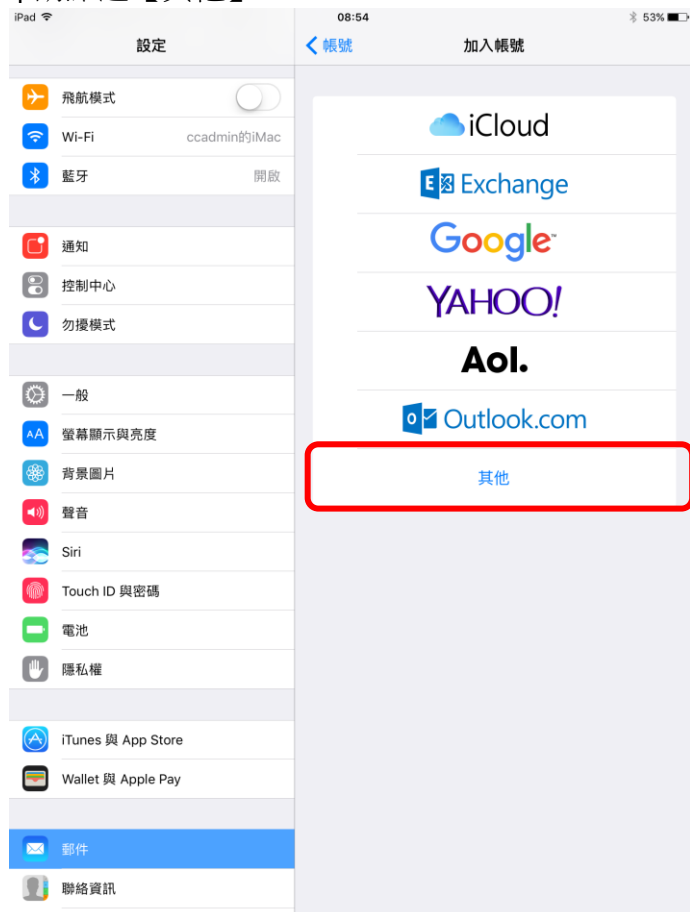 iPad 08:54 53%
設定
飛航模式
Wi-Fi ccadmin的iMac
藍牙 開啟
通知
控制中心
勿擾模式
一般
AA 螢幕顯示與亮度
背景圖片
聲音
Siri
Touch ID 與密碼
電池
隱私權
iTunes 與 App Store
Wallet 與 Apple Pay
郵件
聯絡資訊
帳號 加入帳號
iCloud
Exchange
Google
YAHOO!
Aol.
Outlook.com
其他